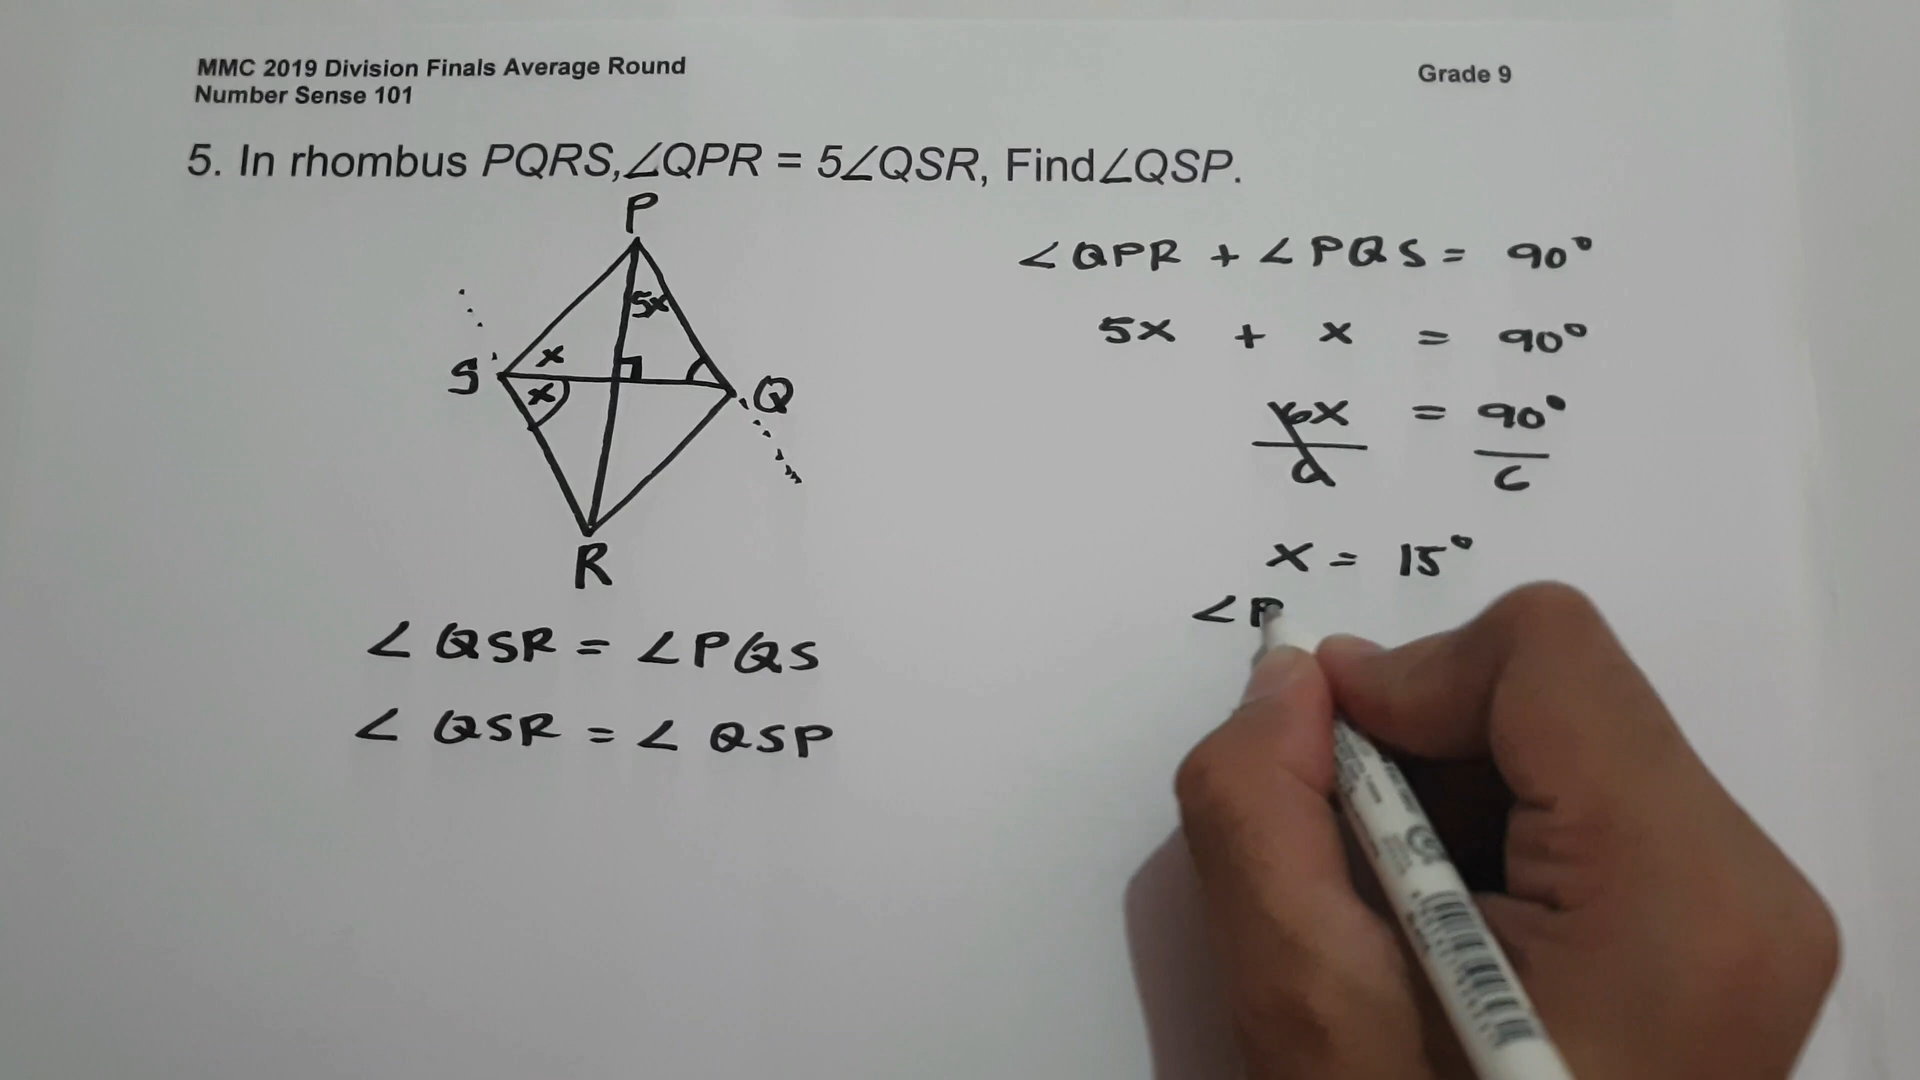 MMC 2019 Division Finals Average Round
Grade 9
Number Sense 101
5. In rhombus PQRS,∠QPR = 5∠QSR, Find∠QSP.
P
5x
x
S
x
Q
R
∠QPR + ∠PQS = 90°
5x + x = 90°
6x = 90°
6
x = 15°
∠P
∠QSR = ∠PQS
∠QSR = ∠QSP